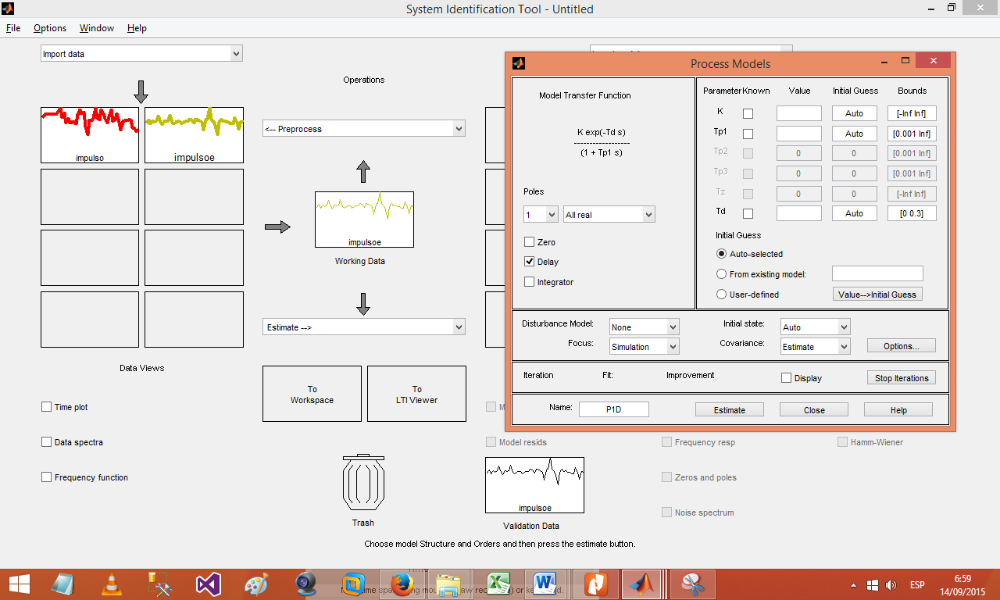 System Identification Tool - Untitled
File Options Window Help
Import data
Operations
impulso
impulsoe
<-- Preprocess
impulsoe
Working Data
Estimate -->
Data Views
To
Workspace
To
LTI Viewer
Time plot
Data spectra
Frequency function
Trash
Model resids
Frequency resp
Hamm-Wiener
Zeros and poles
Noise spectrum
impulsoe
Validation Data
Choose model Structure and Orders and then press the estimate button.
Process Models
Model Transfer Function
K exp(-Td s)
-------------------
(1 + Tp1 s)
Poles
1 All real
Zero
Delay
Integrator
Parameter Known Value Initial Guess Bounds
K Auto [-Inf Inf]
Tp1 Auto [0.001 Inf]
Tp2 0 0 [0.001 Inf]
Tp3 0 0 [0.001 Inf]
Tz 0 0 [-Inf Inf]
Td Auto [0 0.3]
Initial Guess
Auto-selected
From existing model:
User-defined Value-->Initial Guess
Disturbance Model: None Initial state: Auto
Focus: Simulation Covariance: Estimate Options...
Iteration Fit: Improvement Display Stop Iterations
Name: P1D Estimate Close Help
ESP
6:59
14/09/2015